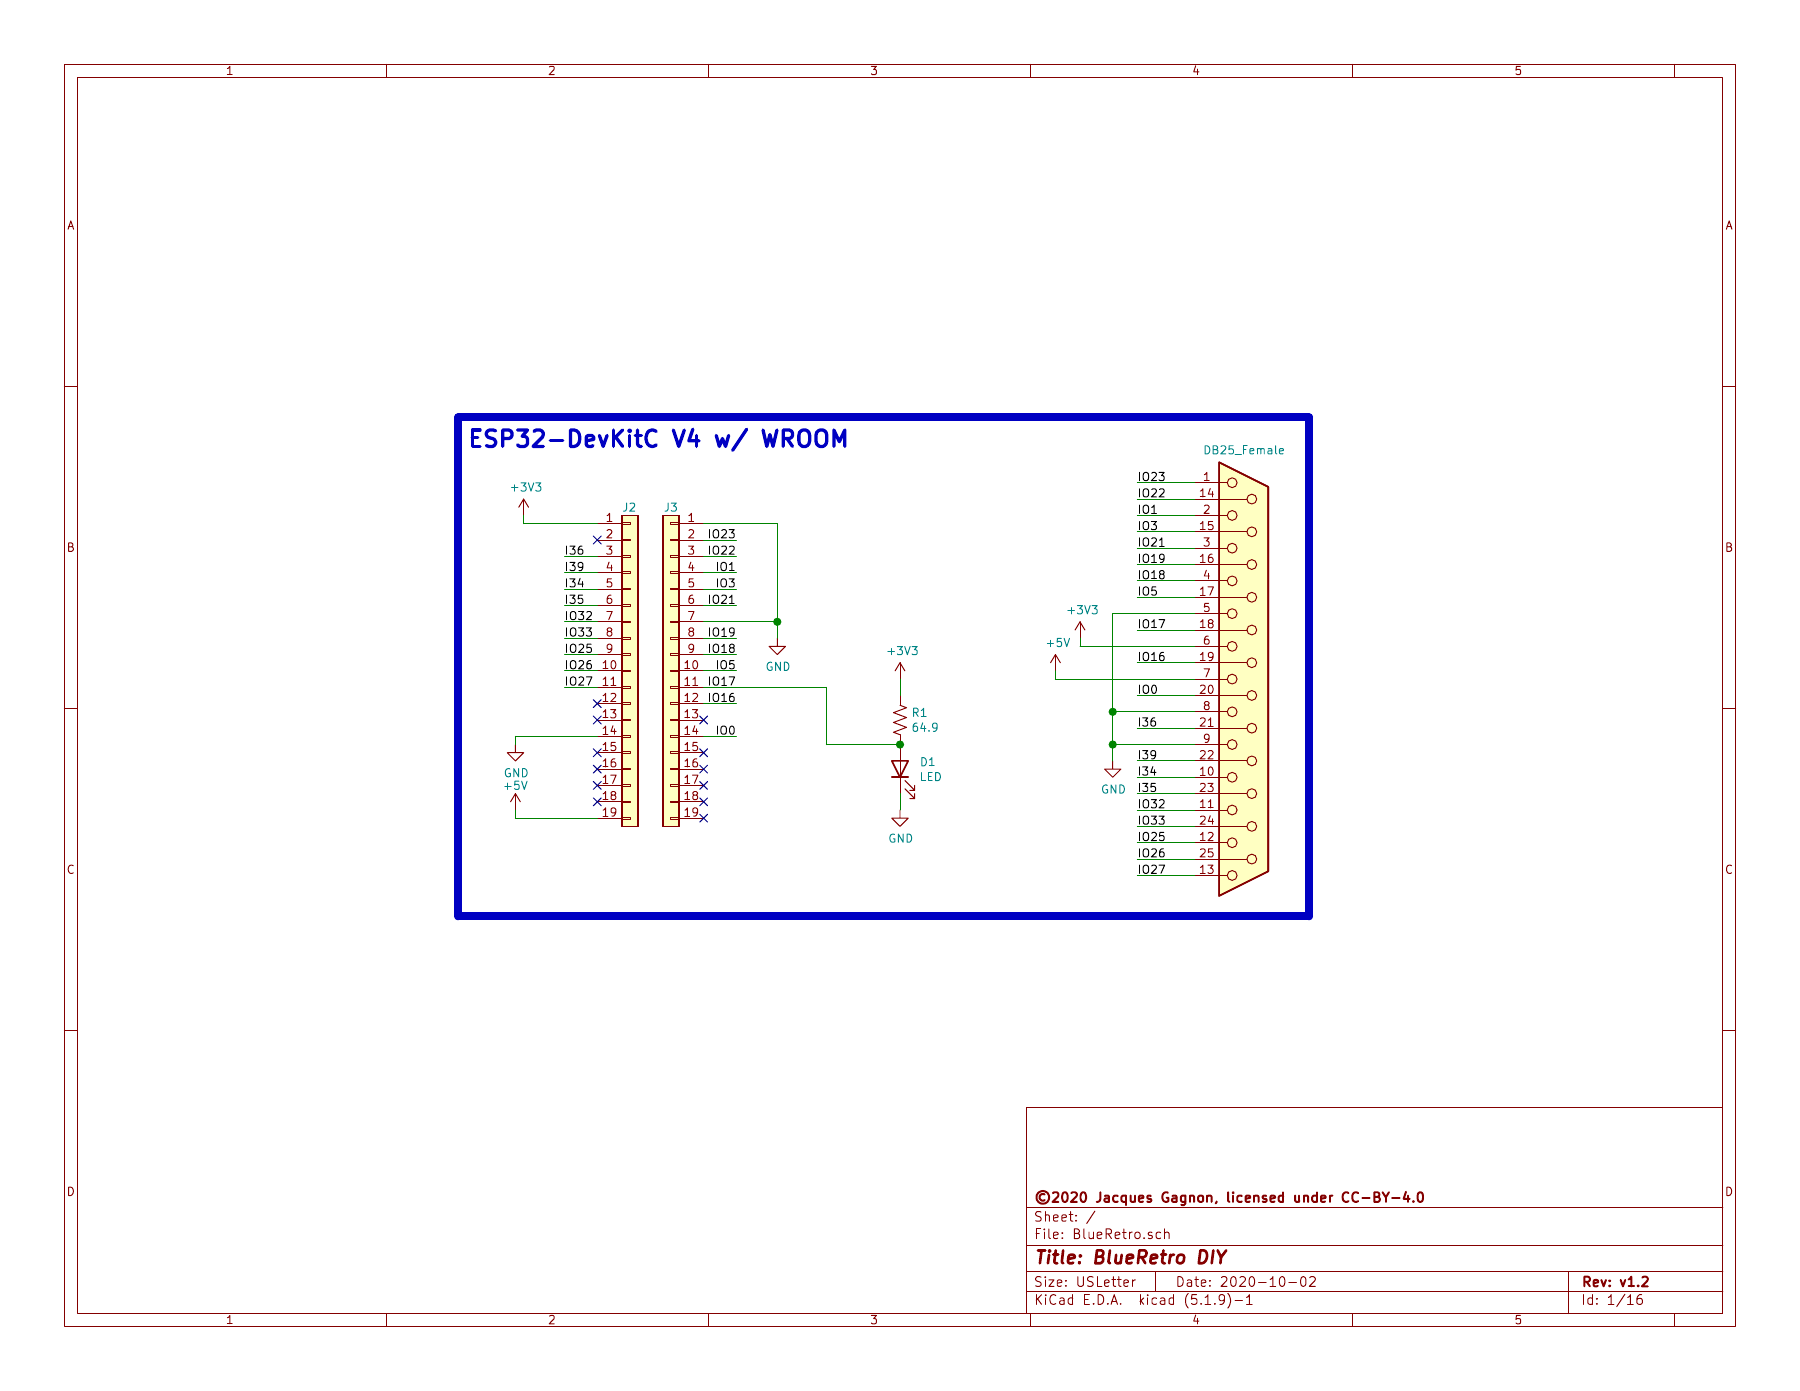 1 2 3 4 5
A A
B B
C C
D D
ESP32-DevKitC V4 w/ WROOM
+3V3
J2
1
2
I36 3
I39 4
I34 5
I35 6
IO32 7
IO33 8
IO25 9
IO26 10
IO27 11
12
13
14
15
16
17
18
19
GND
+5V
J3
1
2 IO23
3 IO22
4 IO1
5 IO3
6 IO21
7
8 IO19
9 IO18
10 IO5
11 IO17
12 IO16
13
14 IO0
15
16
17
18
19
GND
+3V3
R1
64.9
D1
LED
GND
DB25_Female
IO23 1
IO22 14
IO1 2
IO3 15
IO21 3
IO19 16
IO18 4
IO5 17
5
+3V3
IO17 18
6
+5V
IO16 19
7
IO0 20
8
I36 21
9
I39 22
GND
I34 10
I35 23
IO32 11
IO33 24
IO25 12
IO26 25
IO27 13
©2020 Jacques Gagnon, licensed under CC-BY-4.0
Sheet: /
File: BlueRetro.sch
Title: BlueRetro DIY
Size: USLetter Date: 2020-10-02 Rev: v1.2
KiCad E.D.A. kicad (5.1.9)-1 Id: 1/16
1 2 3 4 5